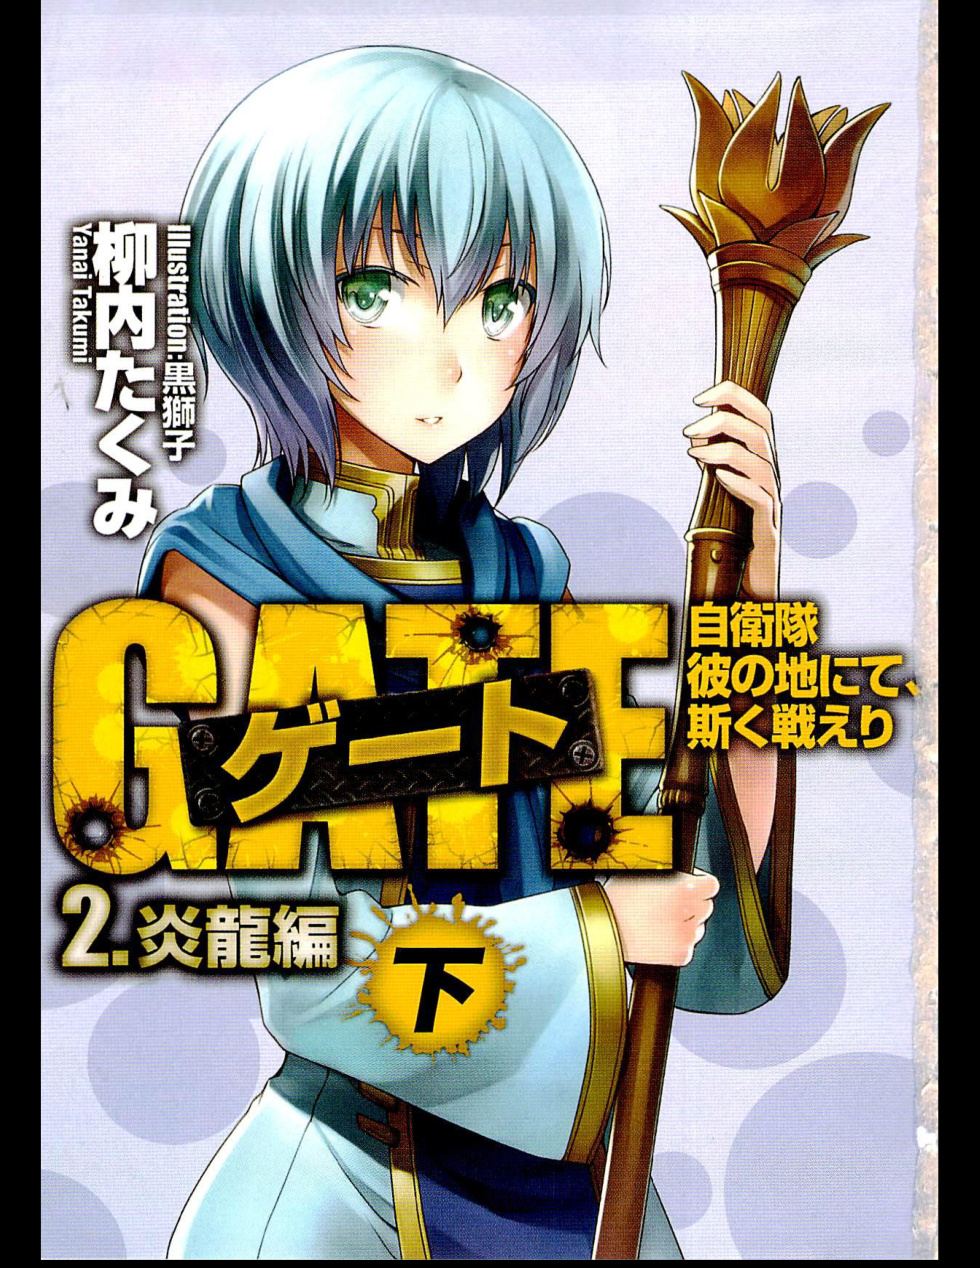 Illustration:黒獅子
柳内たくみ
Yanai Takumi
GATE
ゲート
自衛隊
彼の地にて、
斯く戦えり
2.炎龍編
下